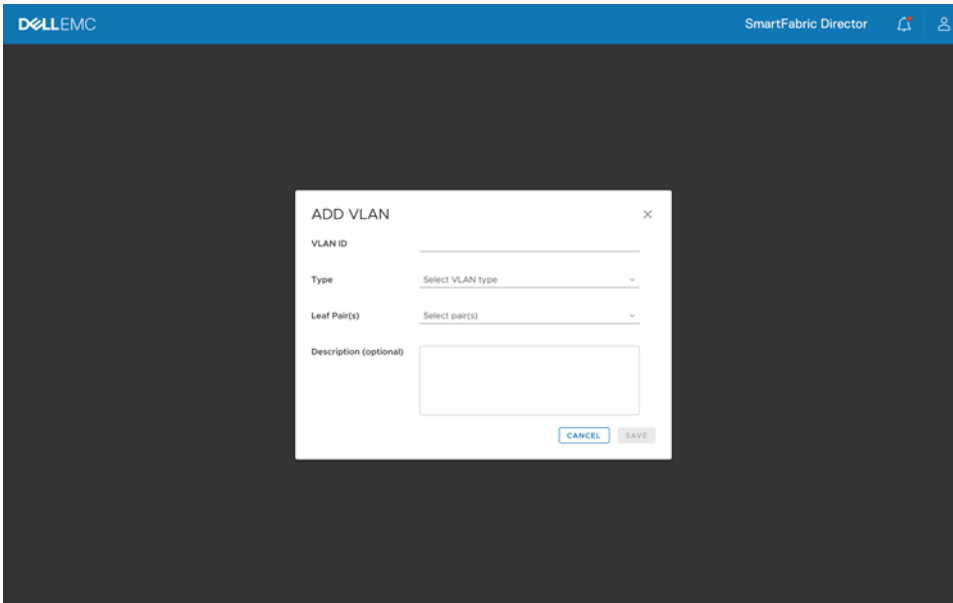 DELLEMC SmartFabric Director
ADD VLAN
VLAN ID
Type Select VLAN type
Leaf Pair(s) Select pair(s)
Description (optional)
CANCEL SAVE